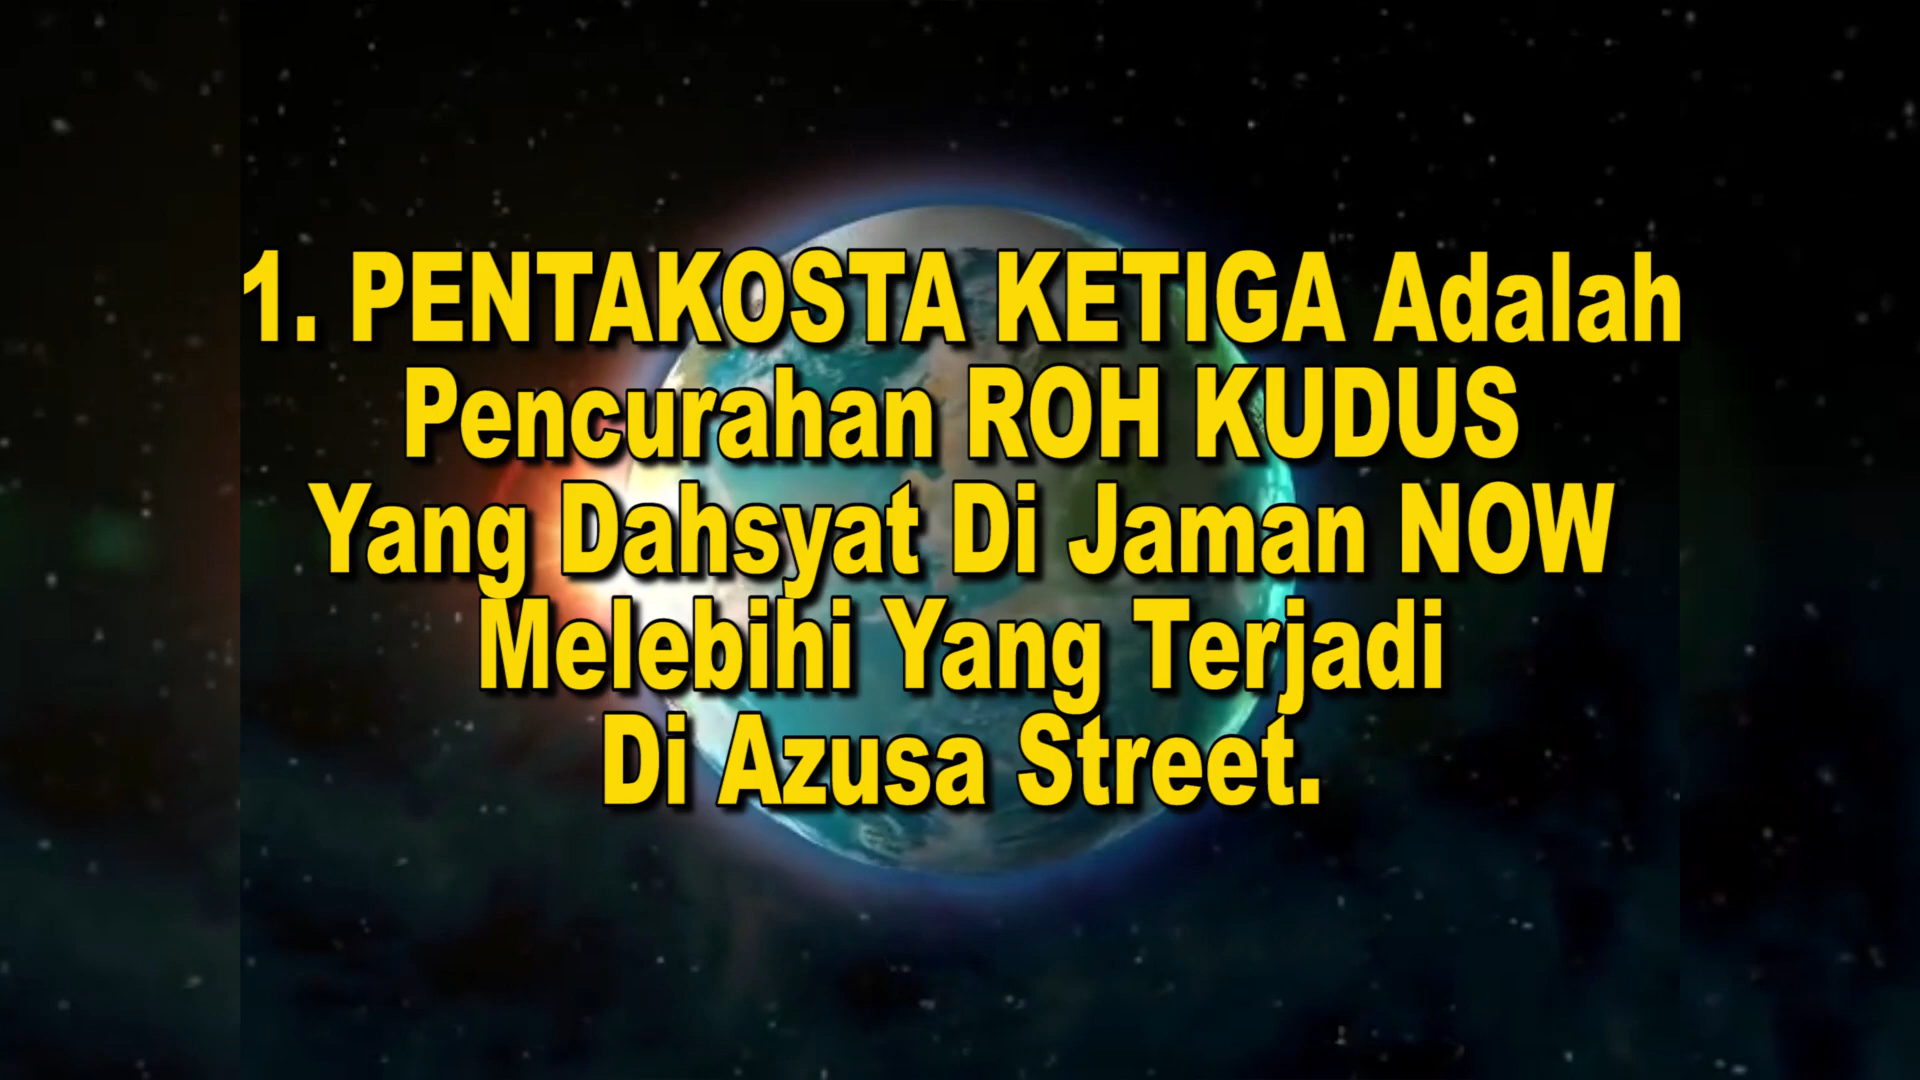 1. PENTAKOSTA KETIGA Adalah
Pencurahan ROH KUDUS
Yang Dahsyat Di Jaman NOW
Melebihi Yang Terjadi
Di Azusa Street.